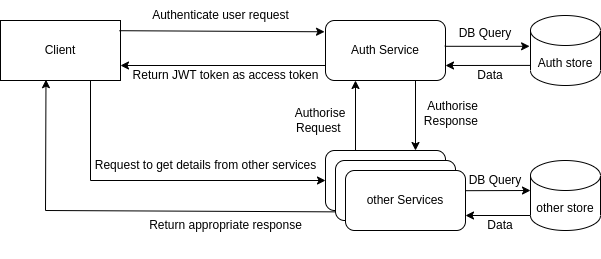 Authenticate user request
Client
Auth Service
DB Query
Auth store
Return JWT token as access token
Data
Authorise
Request
Authorise
Response
Request to get details from other services
DB Query
other Services
other store
Return appropriate response
Data